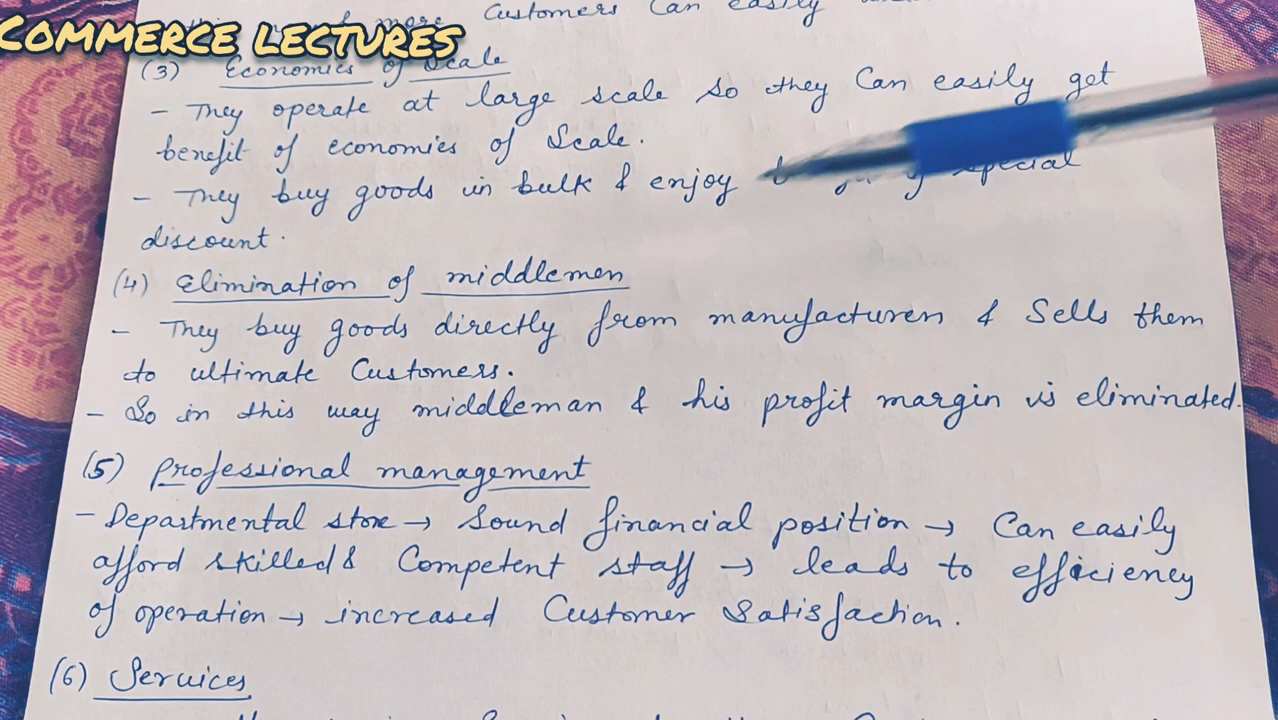 Customers Can easily
COMMERCE LECTURES
(3) Economies of Scale
- They operate at large scale so they Can easily get
benefit of economies of Scale.
- They buy goods in bulk & enjoy special
discount.
(4) Elimination of middlemen
- They buy goods directly from manufacturers & Sells them
to ultimate Customers.
- So in this way middleman & his profit margin is eliminated.
(5) Professional management
- Departmental store → Sound financial position → Can easily
afford skilled & Competent staff → leads to efficiency
of operation → increased Customer Satisfaction.
(6) Services